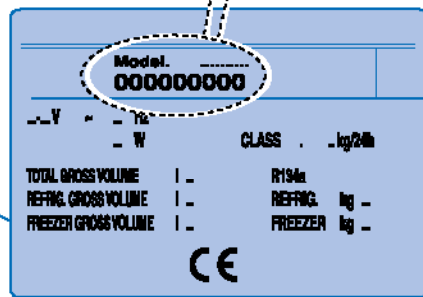 Model. ..........
000000000
__._ V ~ _ Hz
_ W CLASS . _ kg/24h
TOTAL GROSS VOLUME l _ R134a
REFRIG. GROSS VOLUME l _ REFRIG. kg _
FREEZER GROSS VOLUME l _ FREEZER kg _
CE